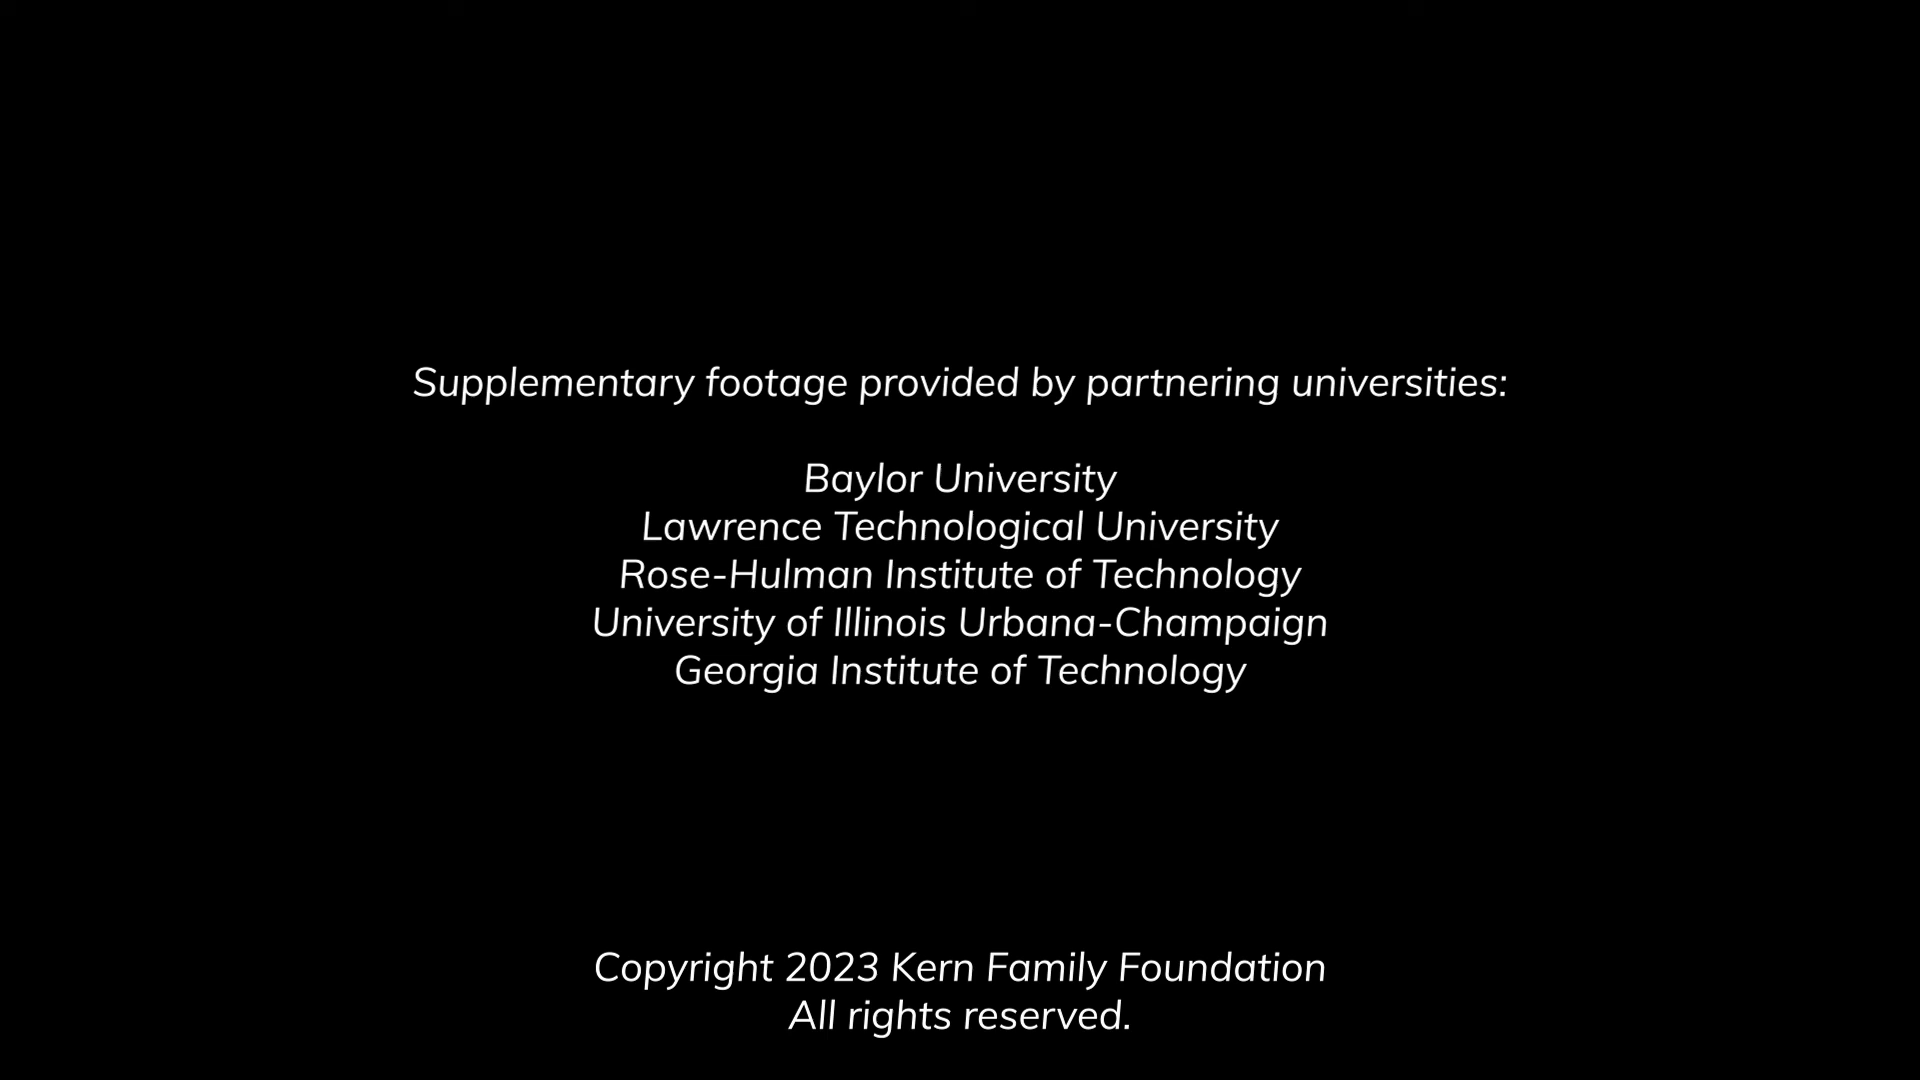 Supplementary footage provided by partnering universities:
Baylor University
Lawrence Technological University
Rose-Hulman Institute of Technology
University of Illinois Urbana-Champaign
Georgia Institute of Technology
Copyright 2023 Kern Family Foundation
All rights reserved.